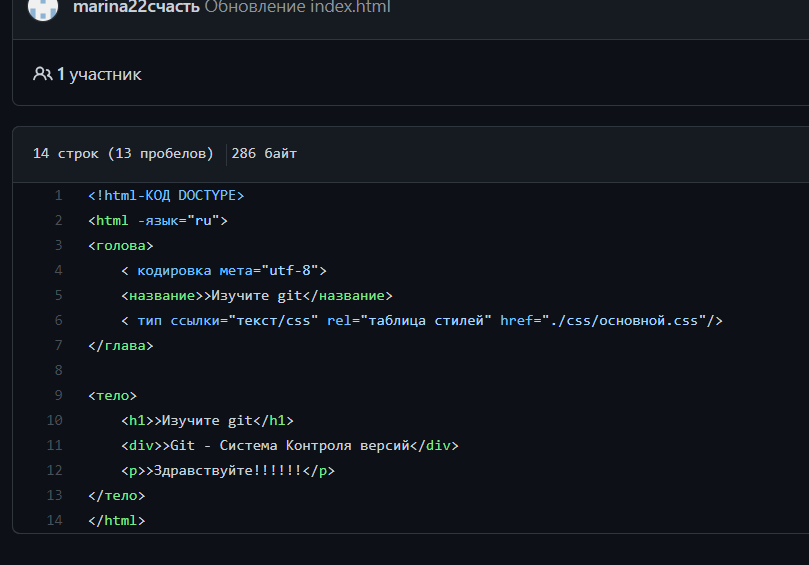 marina22счасть Обновление index.html
1 участник
14 строк (13 пробелов) 286 байт
1 <!html-КОД DOCTYPE>
2 <html -язык="ru">
3 <голова>
4 < кодировка мета="utf-8">
5 <название>>Изучите git</название>
6 < тип ссылки="текст/css" rel="таблица стилей" href="./css/основной.css"/>
7 </глава>
8
9 <тело>
10 <h1>>Изучите git</h1>
11 <div>>Git - Система Контроля версий</div>
12 <p>>Здравствуйте!!!!!!</p>
13 </тело>
14 </html>